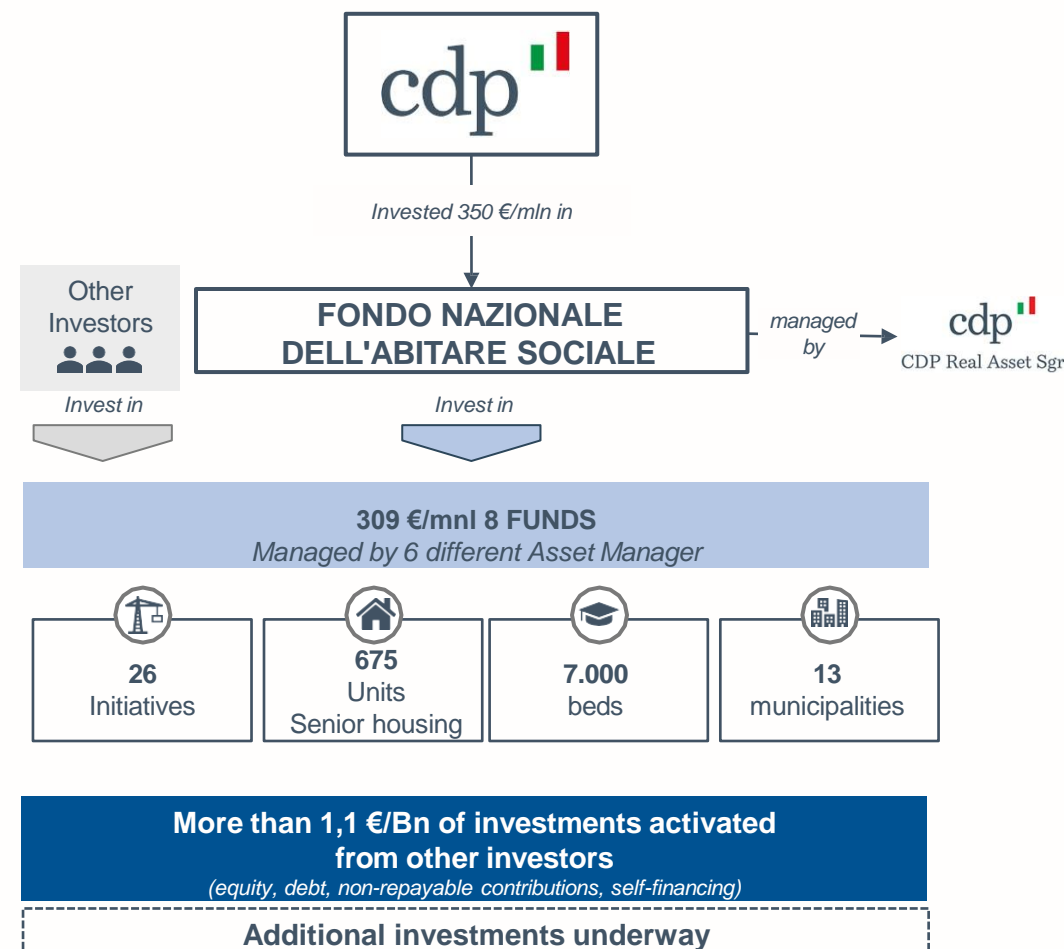 cdp
Invested 350 €/mln in
Other
Investors
FONDO NAZIONALE
DELL'ABITARE SOCIALE
managed
by
cdp
CDP Real Asset Sgr
Invest in
Invest in
309 €/mnl 8 FUNDS
Managed by 6 different Asset Manager
26
Initiatives
675
Units
Senior housing
7.000
beds
13
municipalities
More than 1,1 €/Bn of investments activated
from other investors
(equity, debt, non-repayable contributions, self-financing)
Additional investments underway